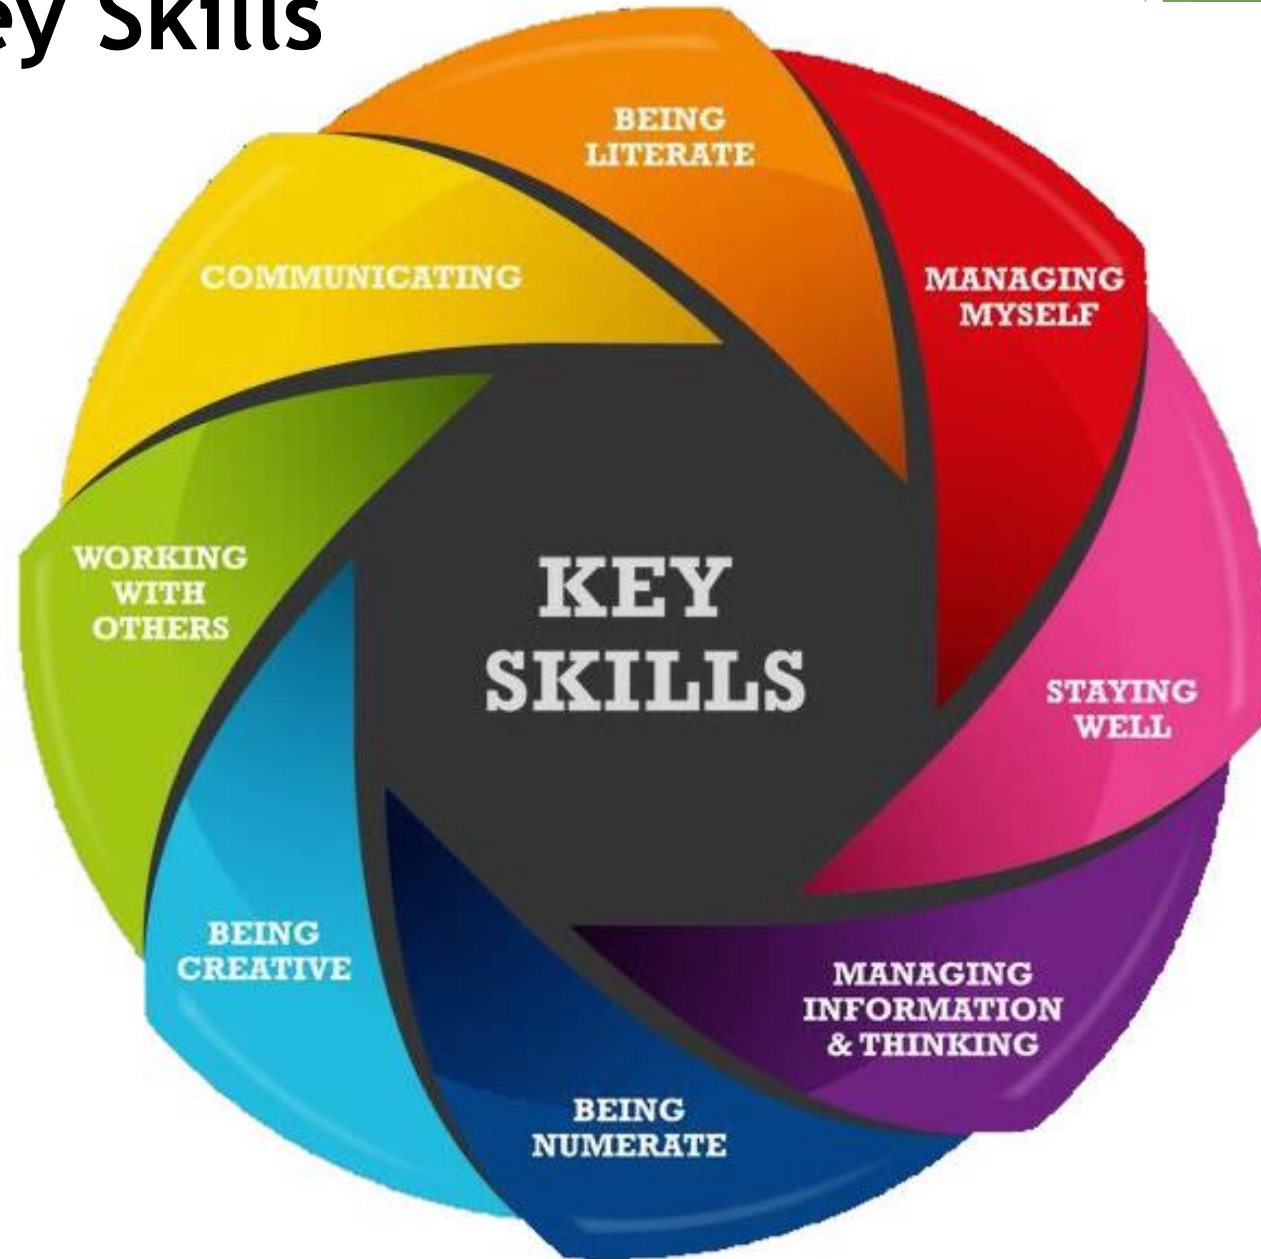 ey Skills
BEING
LITERATE
MANAGING
MYSELF
COMMUNICATING
WORKING
WITH
OTHERS
KEY
SKILLS
STAYING
WELL
BEING
CREATIVE
MANAGING
INFORMATION
& THINKING
BEING
NUMERATE